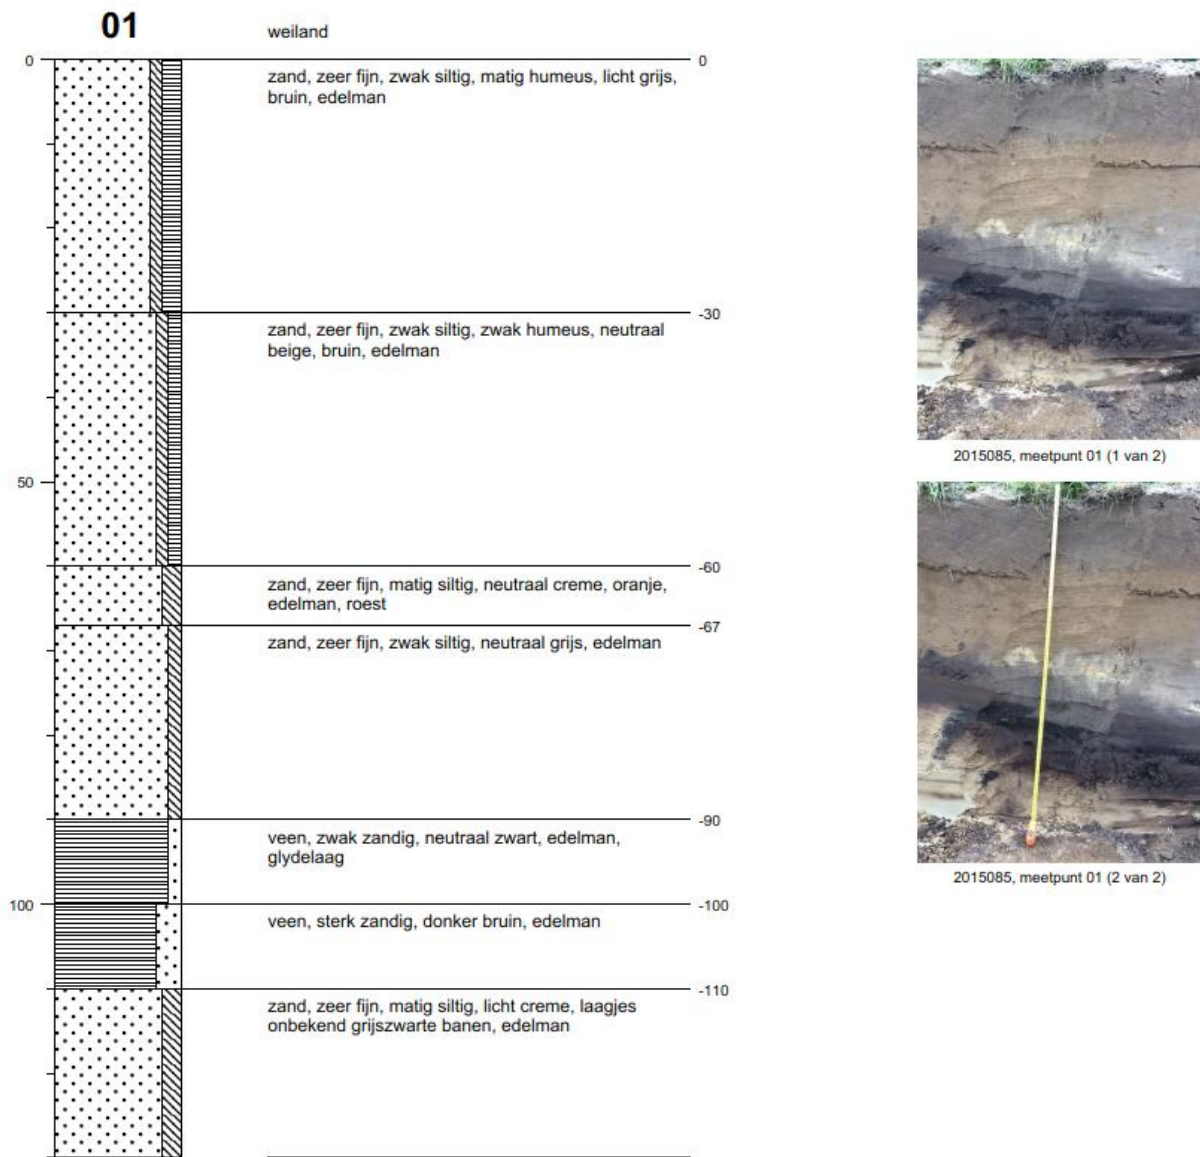 01
weiland
0
0
zand, zeer fijn, zwak siltig, matig humeus, licht grijs,
bruin, edelman
-30
zand, zeer fijn, zwak siltig, zwak humeus, neutraal
beige, bruin, edelman
50
-60
zand, zeer fijn, matig siltig, neutraal creme, oranje,
edelman, roest
-67
zand, zeer fijn, zwak siltig, neutraal grijs, edelman
-90
veen, zwak zandig, neutraal zwart, edelman,
glydelaag
100
-100
veen, sterk zandig, donker bruin, edelman
-110
zand, zeer fijn, matig siltig, licht creme, laagjes
onbekend grijszwarte banen, edelman
2015085, meetpunt 01 (1 van 2)
2015085, meetpunt 01 (2 van 2)